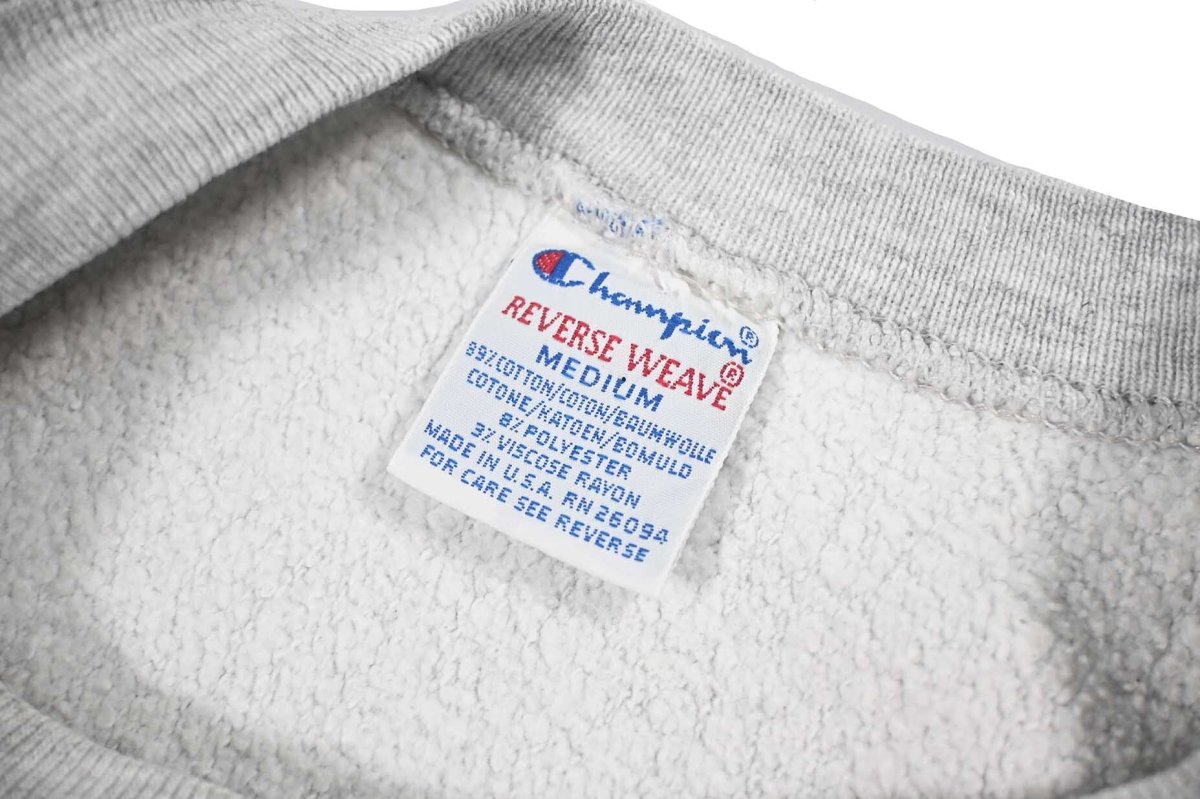 Champion®
REVERSE WEAVE®
MEDIUM
89% COTTON/COTON/BAUMWOLLE
COTONE/KATOEN/BOMULD
8% POLYESTER
3% VISCOSE RAYON
MADE IN U.S.A. RN 26094
FOR CARE SEE REVERSE